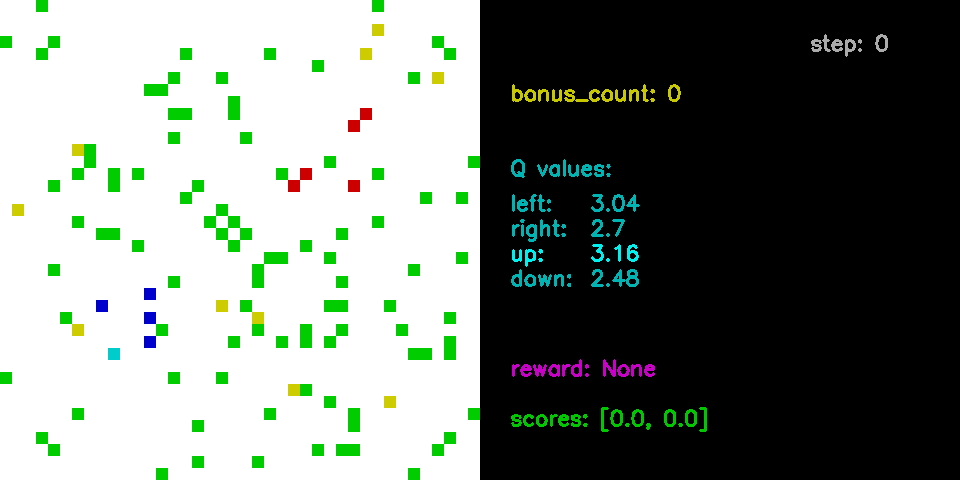 step: 0
bonus_count: 0
Q values:
left: 3.04
right: 2.7
up: 3.16
down: 2.48
reward: None
scores: [0.0, 0.0]